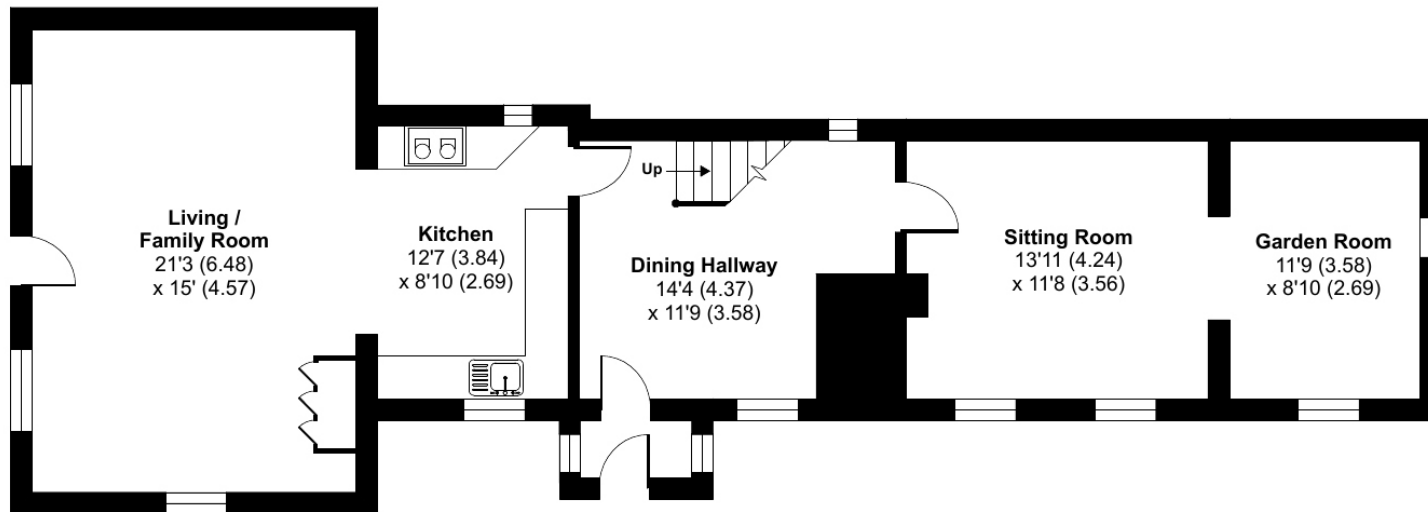 Living /
Family Room
21'3 (6.48)
x 15' (4.57)
Kitchen
12'7 (3.84)
x 8'10 (2.69)
Up
Dining Hallway
14'4 (4.37)
x 11'9 (3.58)
Sitting Room
13'11 (4.24)
x 11'8 (3.56)
Garden Room
11'9 (3.58)
x 8'10 (2.69)